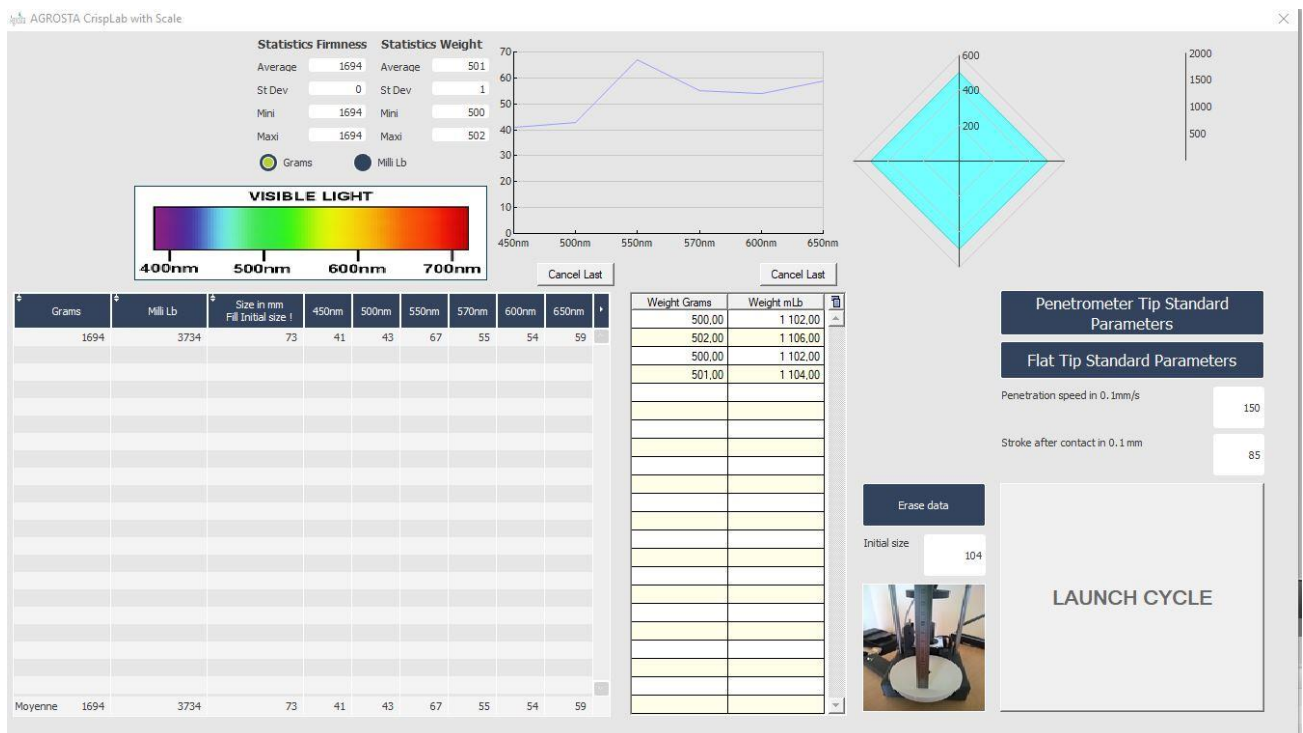 AGROSTA CrispLab with Scale
Statistics Firmness Statistics Weight
Average 1694 Average 501
St Dev 0 St Dev 1
Mini 1694 Mini 500
Maxi 1694 Maxi 502
Grams Milli Lb
VISIBLE LIGHT
400nm 500nm 600nm 700nm
70
60
50
40
30
20
10
0
450nm 500nm 550nm 570nm 600nm 650nm
600
400
200
2000
1500
1000
500
Cancel Last Cancel Last
Grams Milli Lb Size in mm Fill Initial size ! 450nm 500nm 550nm 570nm 600nm 650nm
1694 3734 73 41 43 67 55 54 59
Moyenne 1694 3734 73 41 43 67 55 54 59
Weight Grams Weight mLb
500,00 1 102,00
502,00 1 106,00
500,00 1 102,00
501,00 1 104,00
Penetrometer Tip Standard
Parameters
Flat Tip Standard Parameters
Penetration speed in 0.1mm/s
150
Stroke after contact in 0.1 mm
85
Erase data
Initial size
104
LAUNCH CYCLE